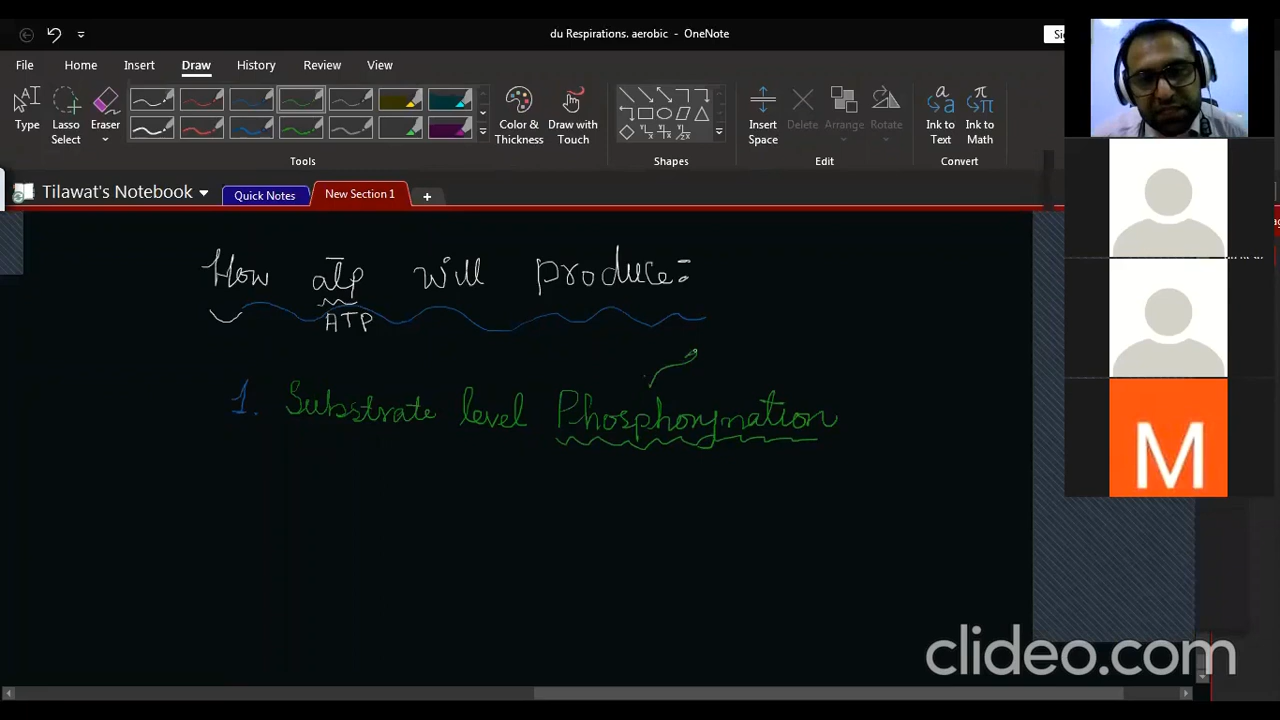 du Respirations. aerobic - OneNote
File Home Insert Draw History Review View
Type
Lasso Select
Eraser
Color & Thickness
Draw with Touch
Insert Space
Delete
Arrange
Rotate
Ink to Text
Ink to Math
Tools
Shapes
Edit
Convert
Tilawat's Notebook
Quick Notes
New Section 1
How atp will produce:
ATP
1. Substrate level Phosphorynation
M
clideo.com